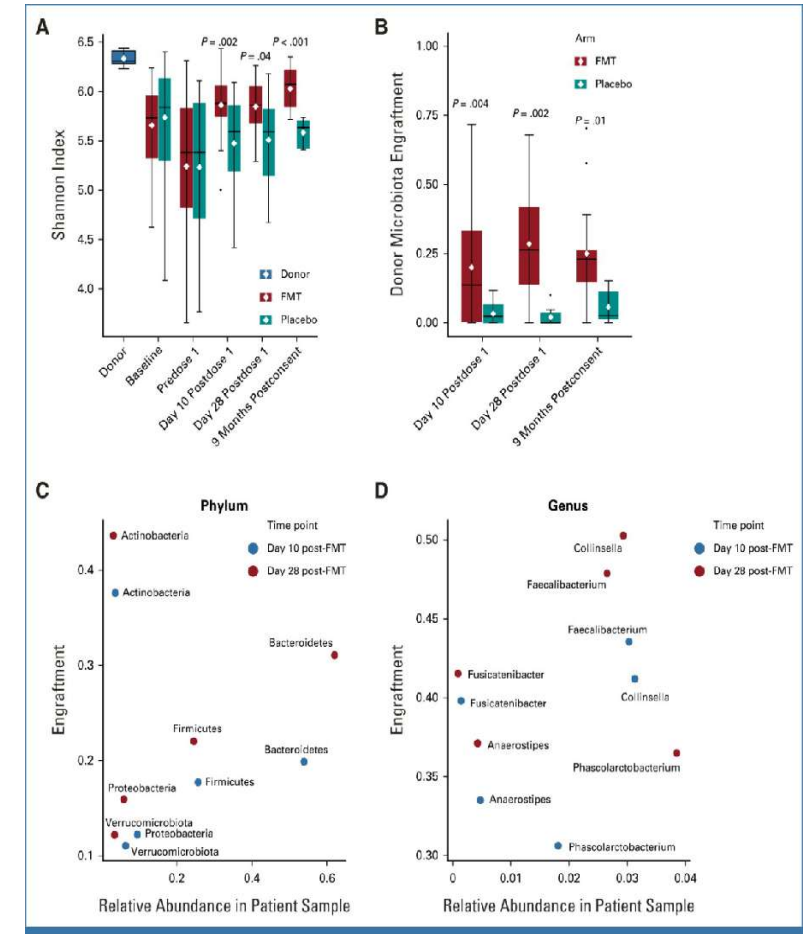 A
6.5
6.0
5.5
5.0
4.5
4.0
Shannon Index
P = .002
P = .04
P < .001
Donor
FMT
Placebo
Donor
Baseline
Predose 1
Day 10 Postdose 1
Day 28 Postdose 1
9 Months Postconsent
B
1.00
0.75
0.50
0.25
0.00
Donor Microbiota Engraftment
Arm
FMT
Placebo
P = .004
P = .002
P = .01
Day 10 Postdose 1
Day 28 Postdose 1
9 Months Postconsent
C
Phylum
Time point
Day 10 post-FMT
Day 28 post-FMT
Actinobacteria
Actinobacteria
Bacteroidetes
Firmicutes
Bacteroidetes
Firmicutes
Proteobacteria
Verrucomicrobiota
Proteobacteria
Verrucomicrobiota
0.4
0.3
0.2
0.1
Engraftment
0.2
0.4
0.6
Relative Abundance in Patient Sample
D
Genus
Time point
Day 10 post-FMT
Day 28 post-FMT
Collinsella
Faecalibacterium
Faecalibacterium
Fusicatenibacter
Fusicatenibacter
Collinsella
Anaerostipes
Phascolarctobacterium
Anaerostipes
Phascolarctobacterium
0.50
0.45
0.40
0.35
0.30
Engraftment
0
0.01
0.02
0.03
0.04
Relative Abundance in Patient Sample